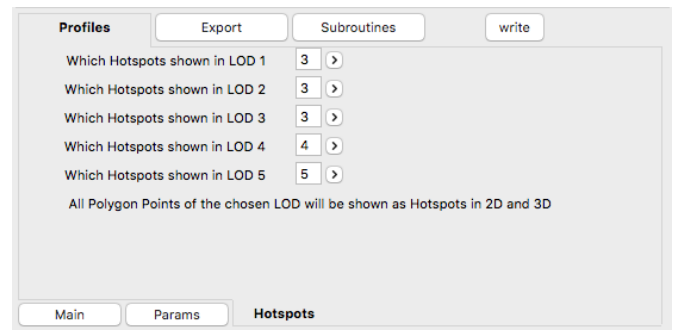 Profiles Export Subroutines write
Which Hotspots shown in LOD 1 3 >
Which Hotspots shown in LOD 2 3 >
Which Hotspots shown in LOD 3 3 >
Which Hotspots shown in LOD 4 4 >
Which Hotspots shown in LOD 5 5 >
All Polygon Points of the chosen LOD will be shown as Hotspots in 2D and 3D
Main Params Hotspots